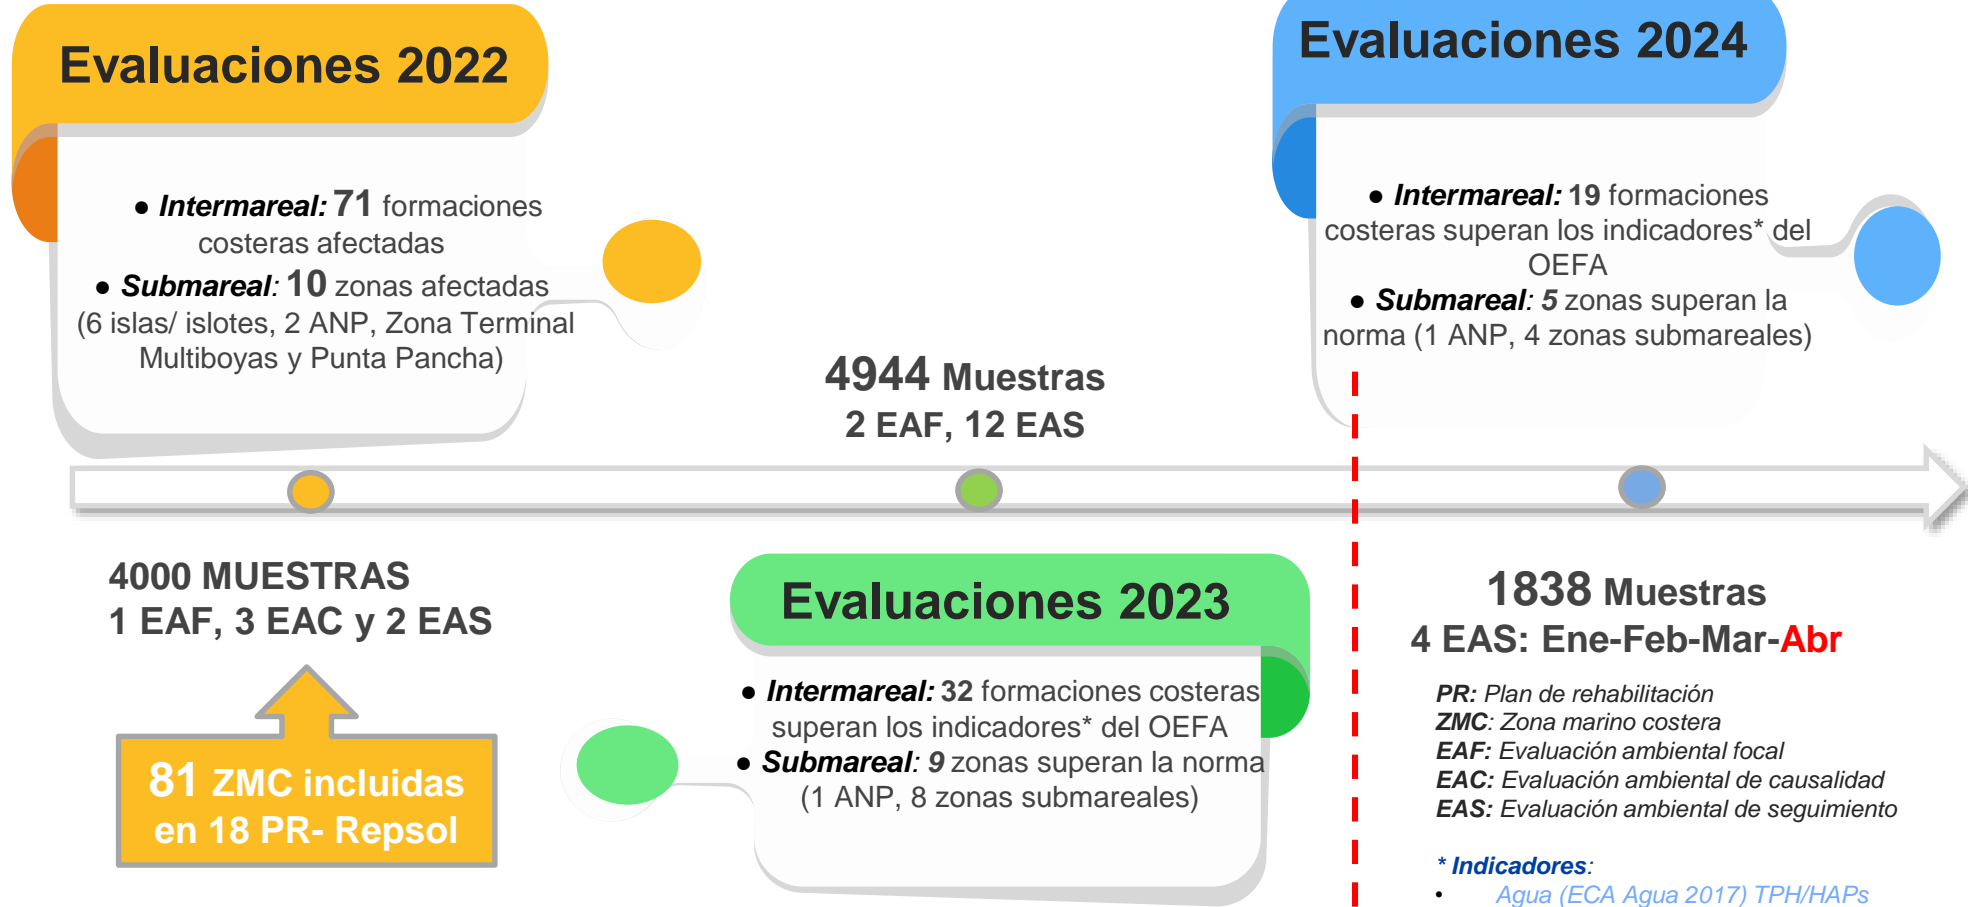 Evaluaciones 2022
● Intermareal: 71 formaciones
costeras afectadas
● Submareal: 10 zonas afectadas
(6 islas/ islotes, 2 ANP, Zona Terminal
Multiboyas y Punta Pancha)
4000 MUESTRAS
1 EAF, 3 EAC y 2 EAS
81 ZMC incluidas
en 18 PR- Repsol
4944 Muestras
2 EAF, 12 EAS
Evaluaciones 2023
● Intermareal: 32 formaciones costeras
superan los indicadores* del OEFA
● Submareal: 9 zonas superan la norma
(1 ANP, 8 zonas submareales)
Evaluaciones 2024
● Intermareal: 19 formaciones
costeras superan los indicadores* del
OEFA
● Submareal: 5 zonas superan la
norma (1 ANP, 4 zonas submareales)
1838 Muestras
4 EAS: Ene-Feb-Mar-Abr
PR: Plan de rehabilitación
ZMC: Zona marino costera
EAF: Evaluación ambiental focal
EAC: Evaluación ambiental de causalidad
EAS: Evaluación ambiental de seguimiento
* Indicadores:
• Agua (ECA Agua 2017) TPH/HAPs